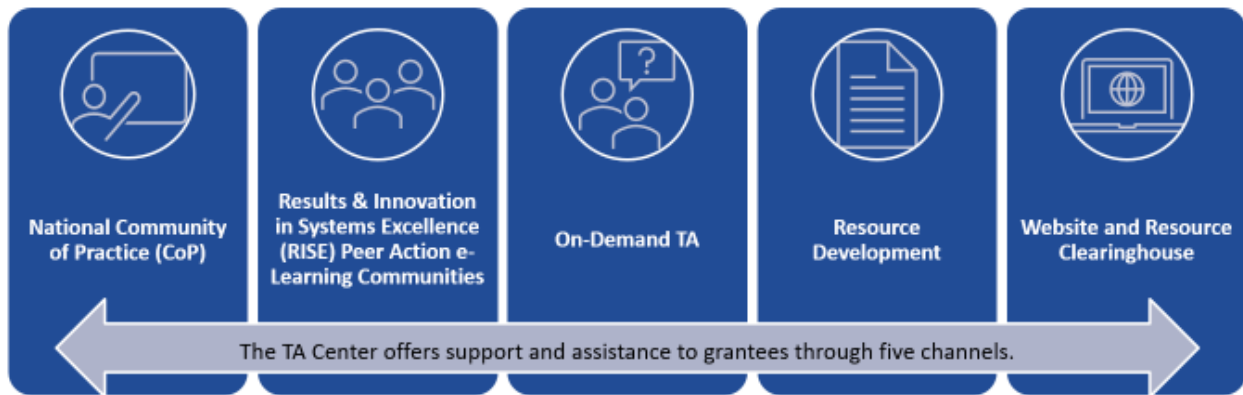 ?
National Community
of Practice (CoP)
Results & Innovation
in Systems Excellence
(RISE) Peer Action e-
Learning Communities
On-Demand TA
Resource
Development
Website and Resource
Clearinghouse
The TA Center offers support and assistance to grantees through five channels.